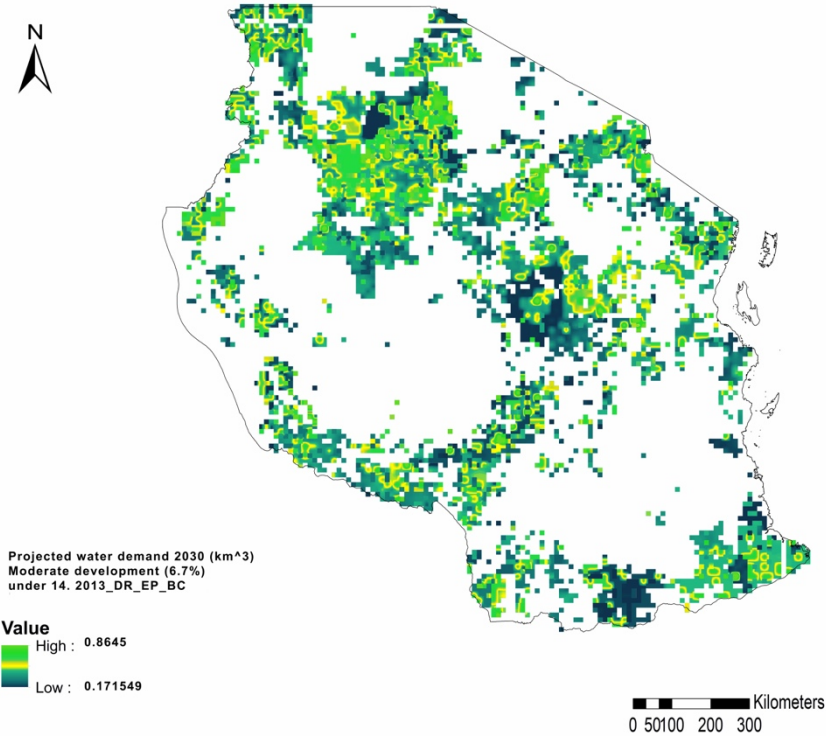 N
Projected water demand 2030 (km^3)
Moderate development (6.7%)
under 14. 2013_DR_EP_BC
Value
High : 0.8645
Low : 0.171549
Kilometers
0 50100 200 300